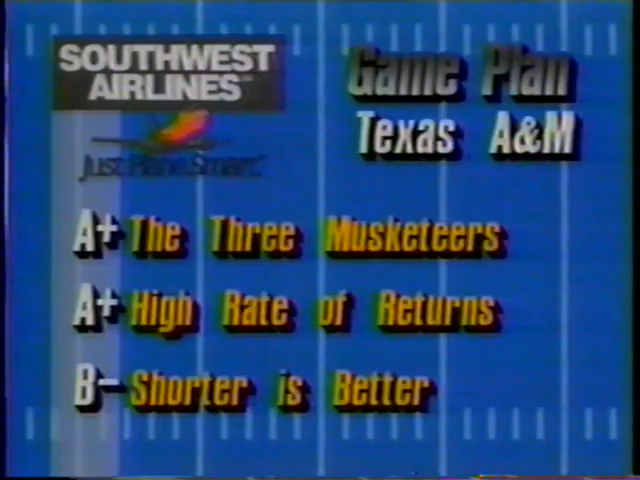 SOUTHWEST
AIRLINES
Just Plane Smart
Game Plan
Texas A&M
A+ The Three Musketeers
A+ High Rate of Returns
B- Shorter is Better